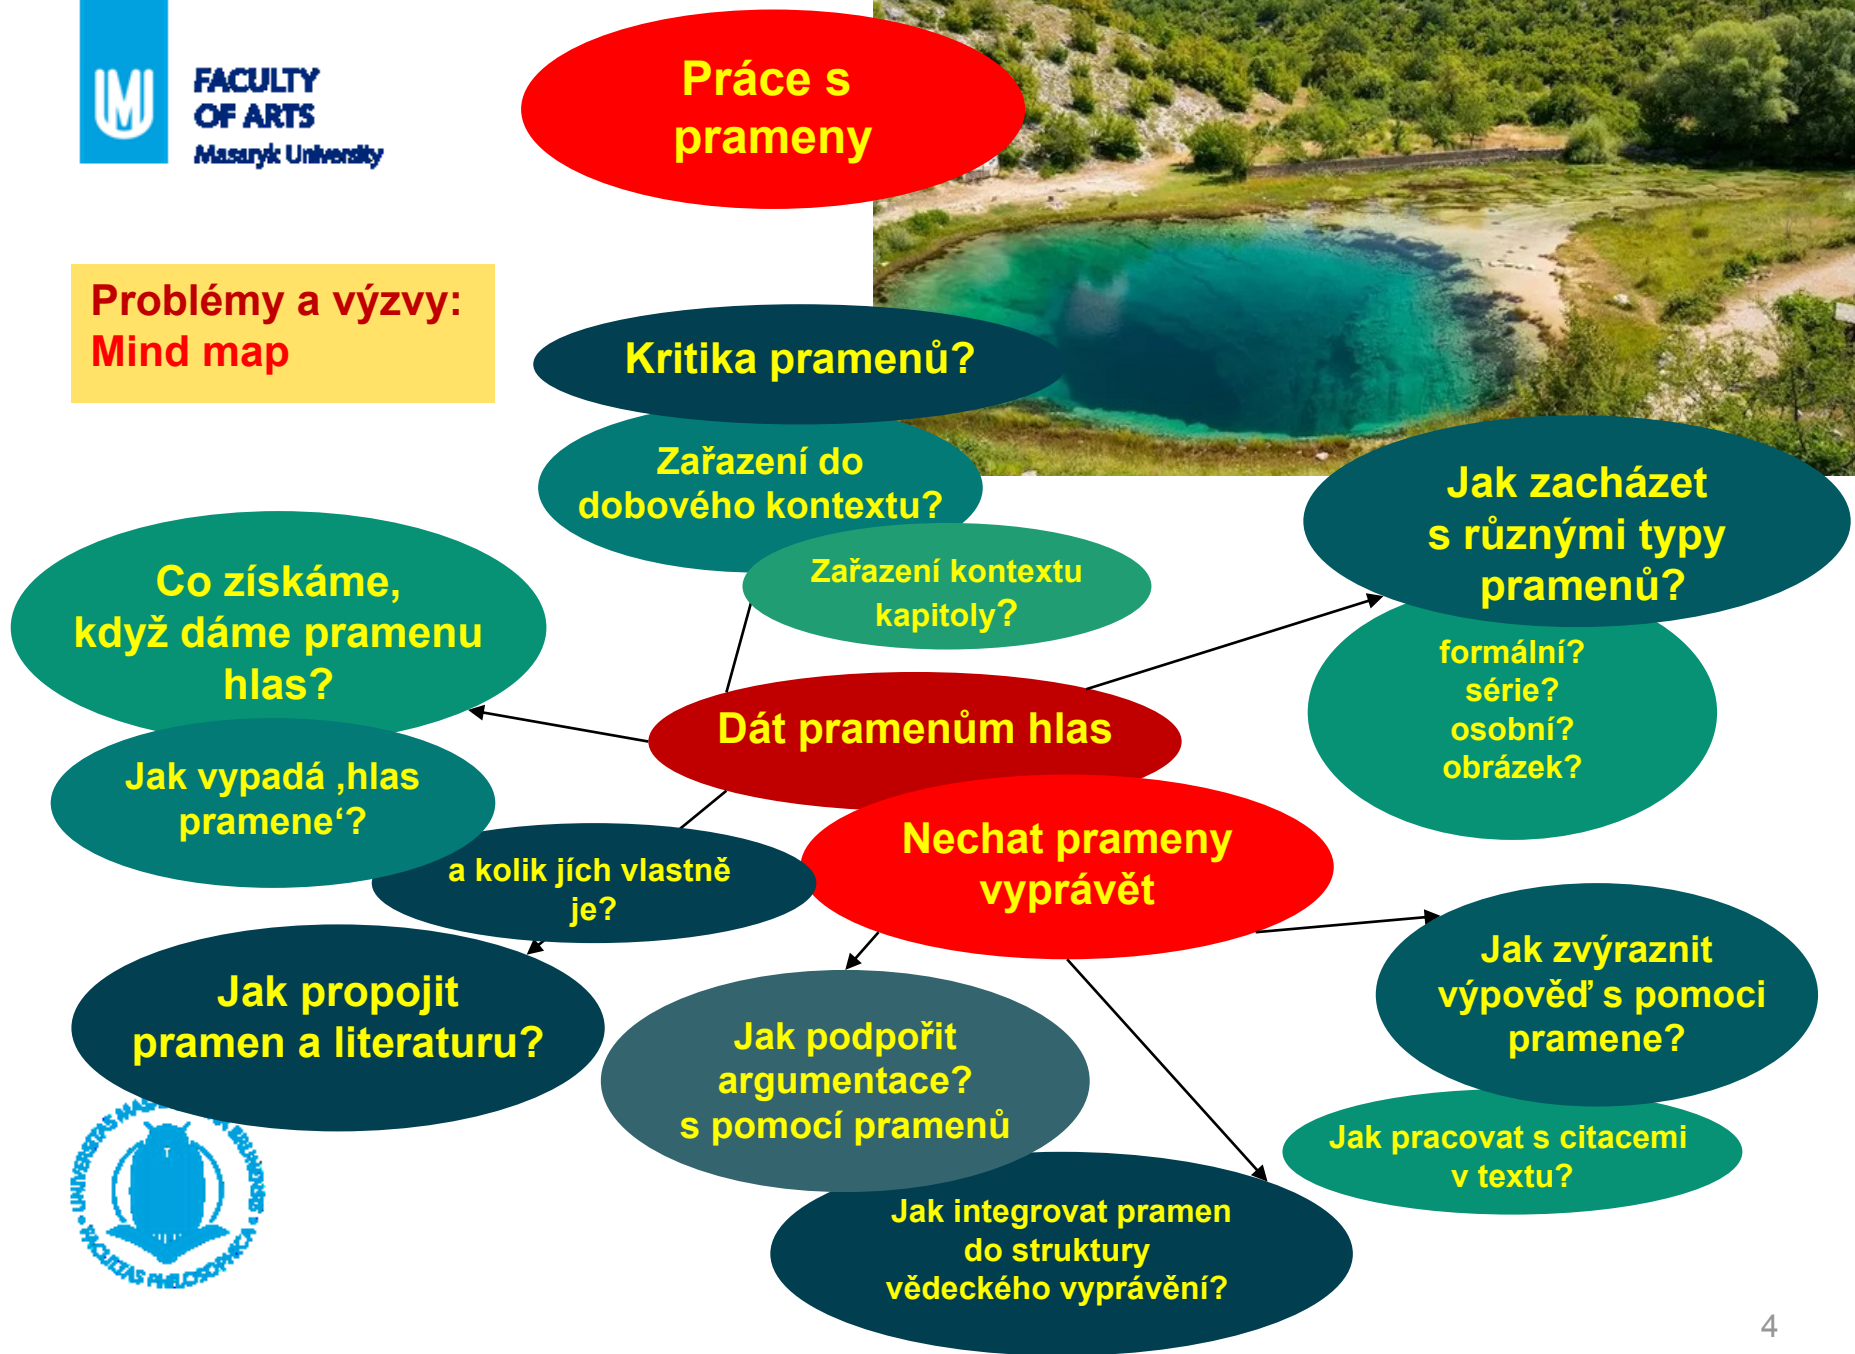 FACULTY
OF ARTS
Masaryk University
Práce s
prameny
Problémy a výzvy:
Mind map
Kritika pramenů?
Zařazení do
dobového kontextu?
Zařazení kontextu
kapitoly?
Jak zacházet
s různými typy
pramenů?
formální?
série?
osobní?
obrázek?
Co získáme,
když dáme pramenu
hlas?
Jak vypadá ‚hlas
pramene‘?
a kolik jích vlastně
je?
Dát pramenům hlas
Nechat prameny
vyprávět
Jak propojit
pramen a literaturu?
Jak podpořit
argumentace?
s pomocí pramenů
Jak zvýraznit
výpověď s pomoci
pramene?
Jak pracovat s citacemi
v textu?
Jak integrovat pramen
do struktury
vědeckého vyprávění?
UNIVERSITAS
FACULTAS PHILOSOPHICA
4